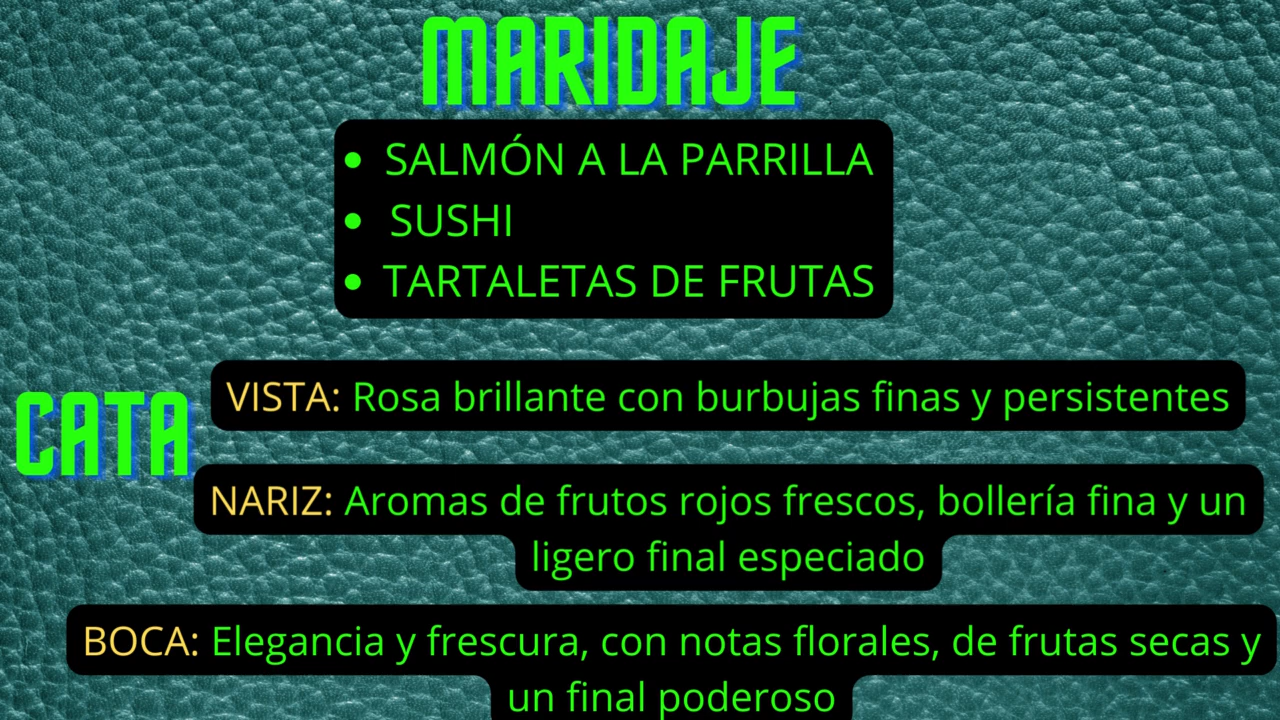 MARIDAJE
• SALMÓN A LA PARRILLA
• SUSHI
• TARTALETAS DE FRUTAS
CATA
VISTA: Rosa brillante con burbujas finas y persistentes
NARIZ: Aromas de frutos rojos frescos, bollería fina y un
ligero final especiado
BOCA: Elegancia y frescura, con notas florales, de frutas secas y
un final poderoso